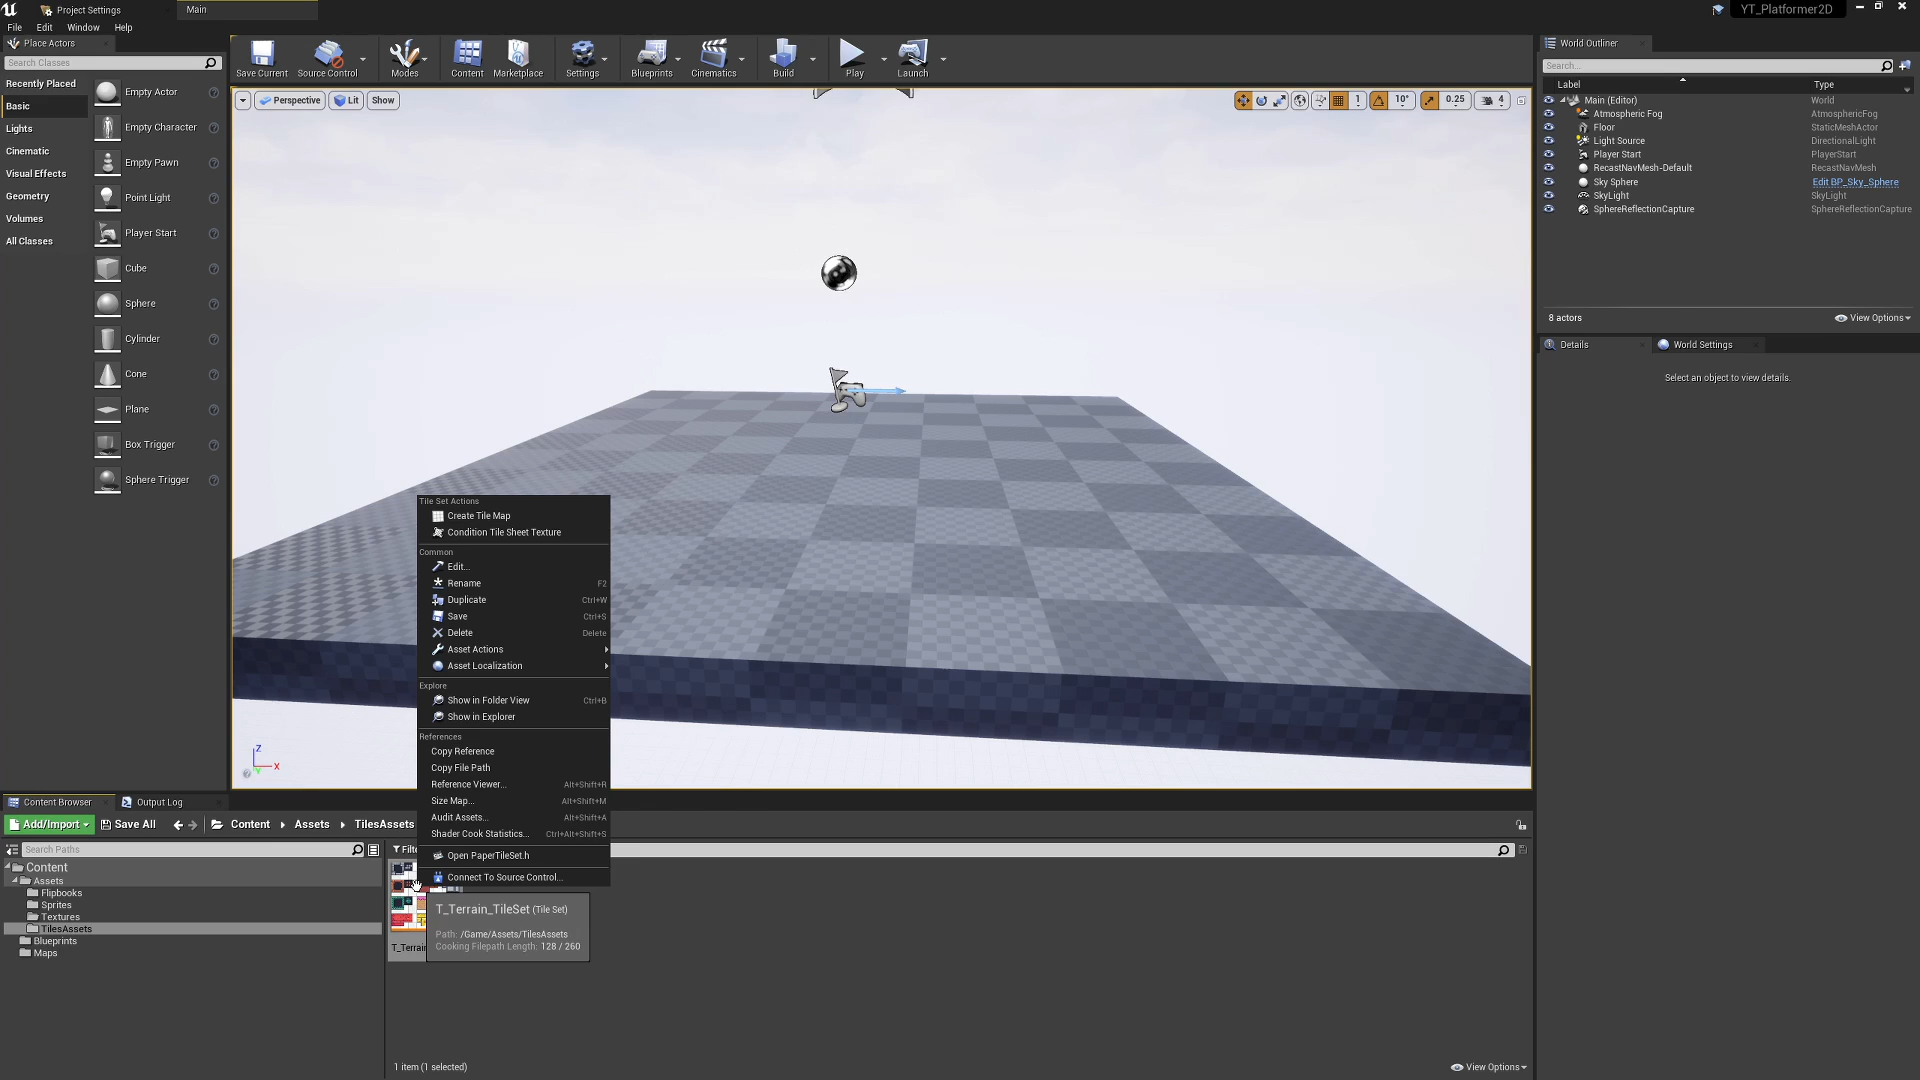 Project Settings
Main
YT_Platformer2D
File Edit Window Help
Place Actors
Search Classes
Recently Placed
Basic
Lights
Cinematic
Visual Effects
Geometry
Volumes
All Classes
Empty Actor
Empty Character
Empty Pawn
Point Light
Player Start
Cube
Sphere
Cylinder
Cone
Plane
Box Trigger
Sphere Trigger
Save Current
Source Control
Modes
Content
Marketplace
Settings
Blueprints
Cinematics
Build
Play
Launch
Perspective
Lit
Show
1
10°
0.25
4
Z
X
Y
World Outliner
Search...
Label Type
Main (Editor) World
Atmospheric Fog AtmosphericFog
Floor StaticMeshActor
Light Source DirectionalLight
Player Start PlayerStart
RecastNavMesh-Default RecastNavMesh
Sky Sphere Edit BP_Sky_Sphere
SkyLight SkyLight
SphereReflectionCapture SphereReflectionCapture
8 actors
View Options
Details
World Settings
Select an object to view details.
Tile Set Actions
Create Tile Map
Condition Tile Sheet Texture
Common
Edit...
Rename F2
Duplicate Ctrl+W
Save Ctrl+S
Delete Delete
Asset Actions
Asset Localization
Explore
Show in Folder View Ctrl+B
Show in Explorer
References
Copy Reference
Copy File Path
Reference Viewer... Alt+Shift+R
Size Map... Alt+Shift+M
Audit Assets... Alt+Shift+A
Shader Cook Statistics... Ctrl+Alt+Shift+S
Open PaperTileSet.h
Connect To Source Control...
Content Browser
Output Log
Add/Import
Save All
Content
Assets
TilesAssets
Search Paths
Filte
Content
Assets
Flipbooks
Sprites
Textures
TilesAssets
Blueprints
Maps
T_Terrain
T_Terrain_TileSet (Tile Set)
Path: /Game/Assets/TilesAssets
Cooking Filepath Length: 128 / 260
1 item (1 selected)
View Options